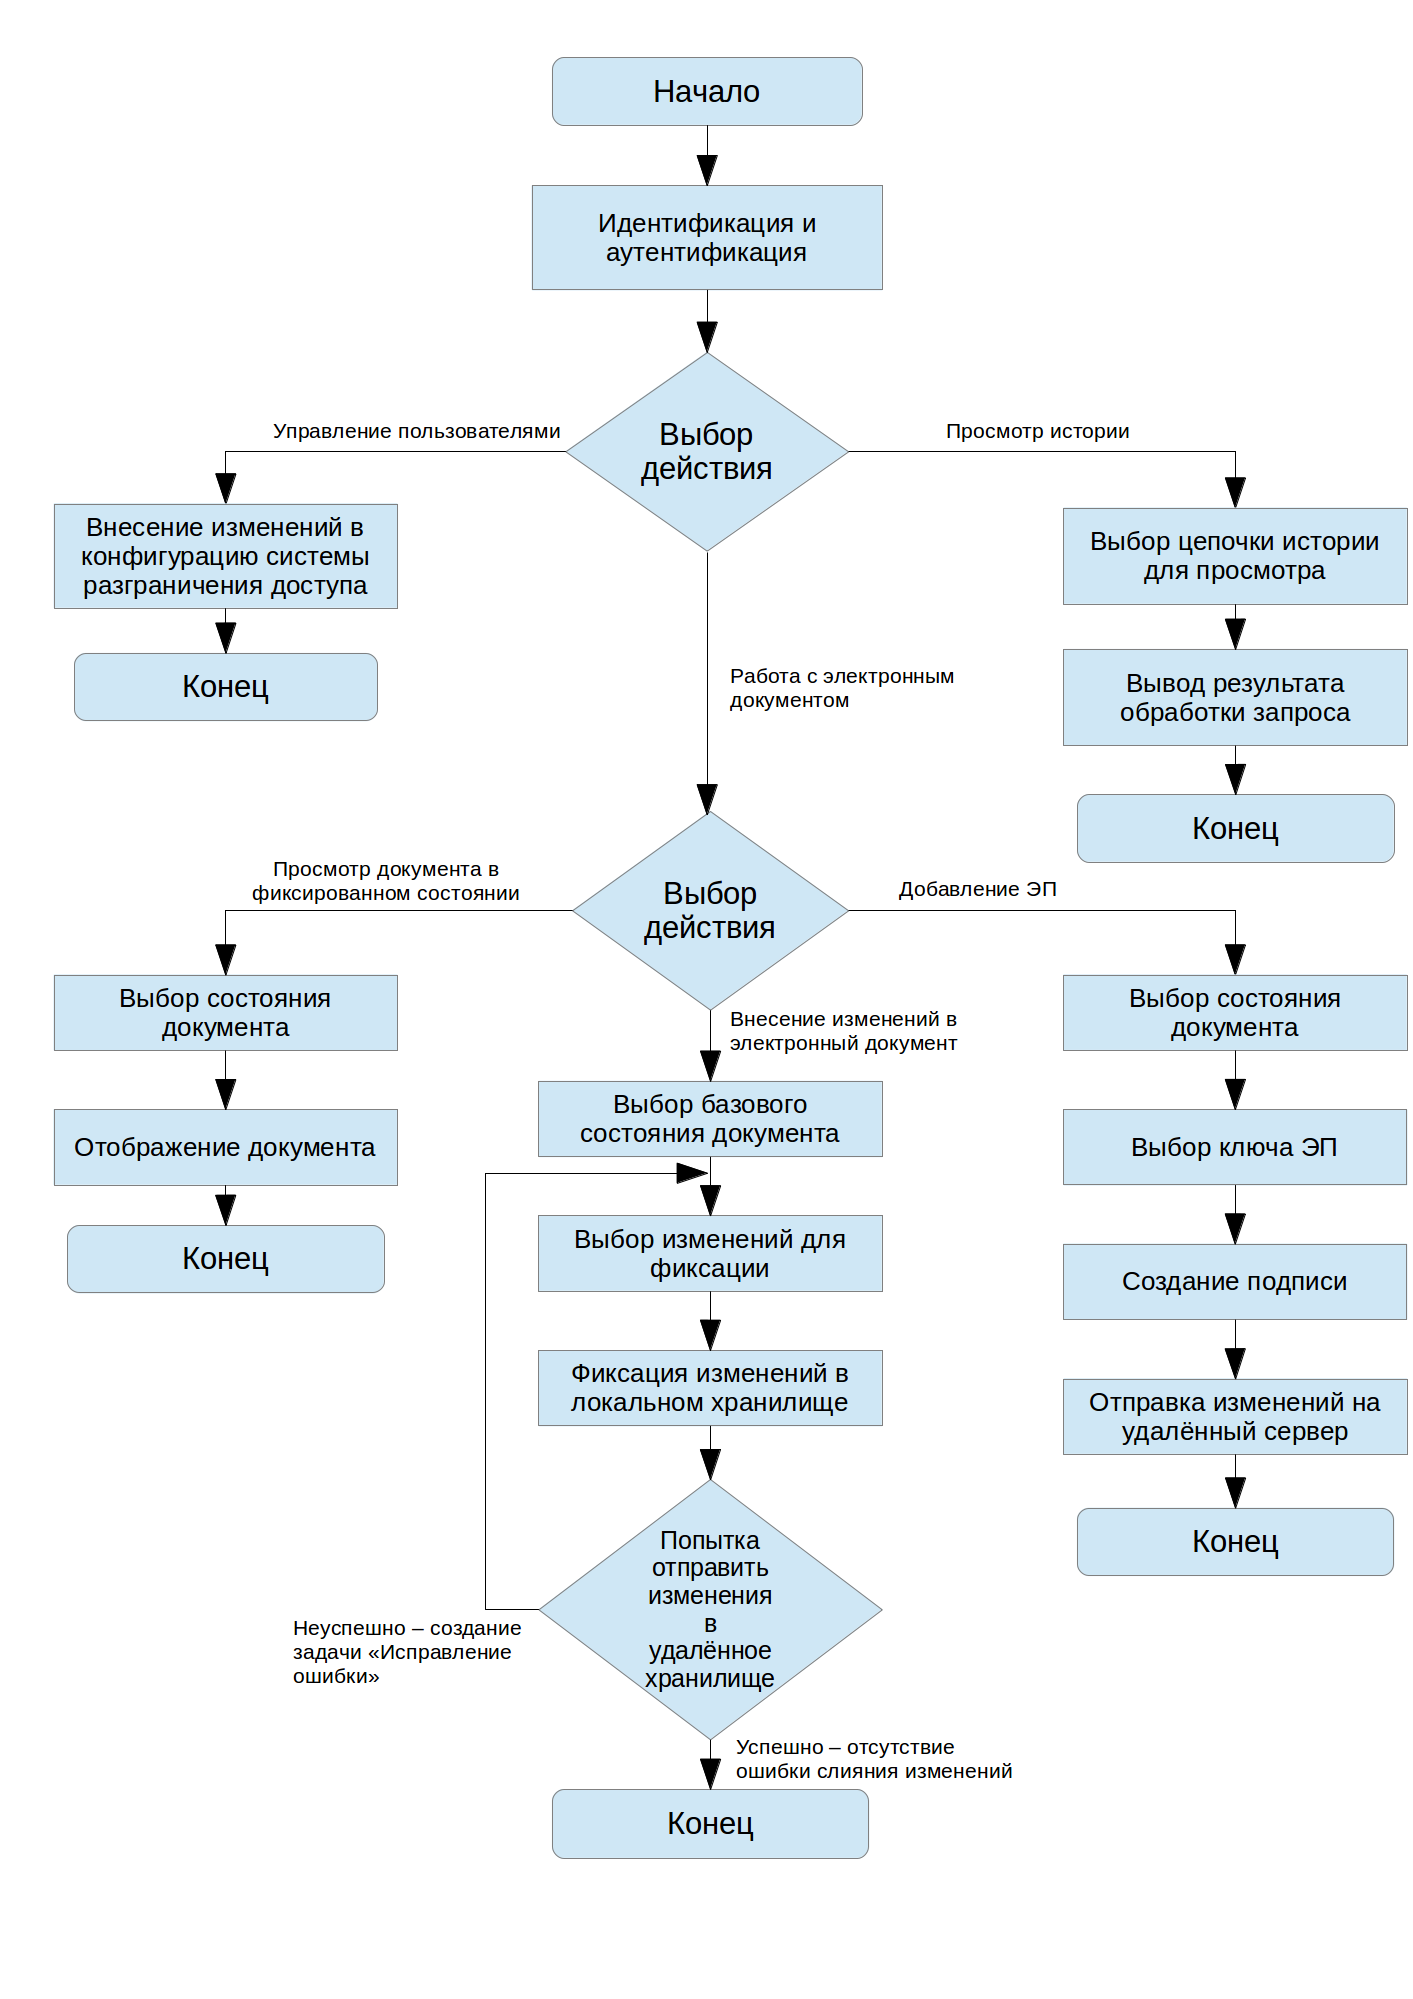 Начало
Идентификация и
аутентификация
Выбор
действия
Управление пользователями
Просмотр истории
Внесение изменений в
конфигурацию системы
разграничения доступа
Конец
Выбор цепочки истории
для просмотра
Вывод результата
обработки запроса
Конец
Работа с электронным
документом
Выбор
действия
Просмотр документа в
фиксированном состоянии
Добавление ЭП
Внесение изменений в
электронный документ
Выбор состояния
документа
Отображение документа
Конец
Выбор базового
состояния документа
Выбор изменений для
фиксации
Фиксация изменений в
локальном хранилище
Попытка
отправить
изменения
в
удалённое
хранилище
Неуспешно – создание
задачи «Исправление
ошибки»
Успешно – отсутствие
ошибки слияния изменений
Конец
Выбор состояния
документа
Выбор ключа ЭП
Создание подписи
Отправка изменений на
удалённый сервер
Конец